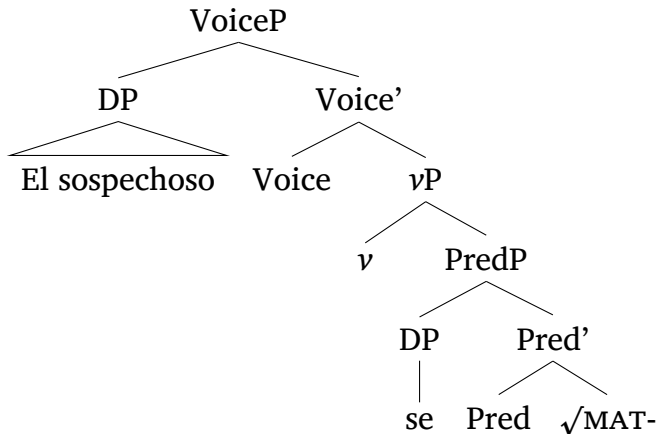 VoiceP
DP Voice’
El sospechoso Voice vP
v PredP
DP Pred’
se Pred √MAT-